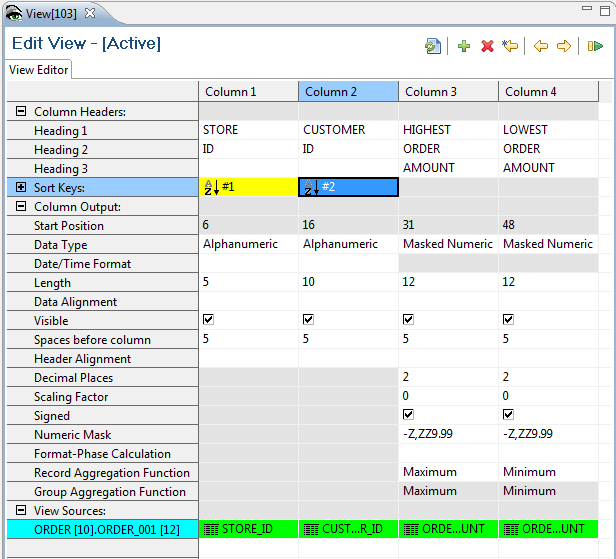 View[103]
Edit View - [Active]
View Editor
Column 1 Column 2 Column 3 Column 4
Column Headers:
Heading 1 STORE CUSTOMER HIGHEST LOWEST
Heading 2 ID ID ORDER ORDER
Heading 3 AMOUNT AMOUNT
Sort Keys: AZ #1 AZ #2
Column Output:
Start Position 6 16 31 48
Data Type Alphanumeric Alphanumeric Masked Numeric Masked Numeric
Date/Time Format
Length 5 10 12 12
Data Alignment
Visible
Spaces before column 5 5 5 5
Header Alignment
Decimal Places 2 2
Scaling Factor 0 0
Signed
Numeric Mask -Z,ZZ9.99 -Z,ZZ9.99
Format-Phase Calculation
Record Aggregation Function Maximum Minimum
Group Aggregation Function Maximum Minimum
View Sources:
ORDER [10].ORDER_001 [12] STORE_ID CUST...R_ID ORDE...UNT ORDE...UNT